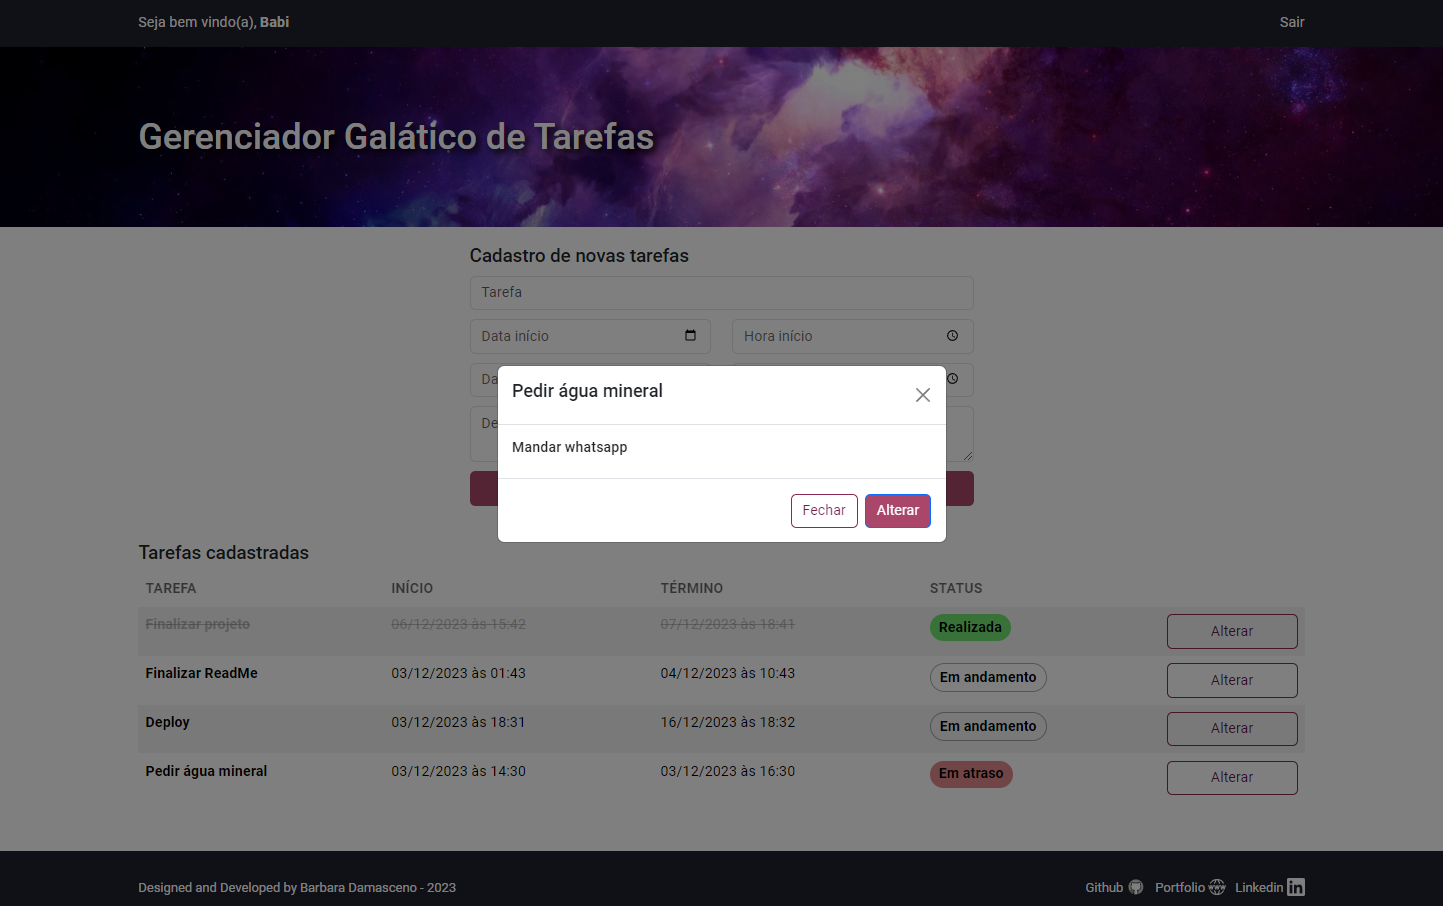 Seja bem vindo(a), Babi
Sair
Gerenciador Galático de Tarefas
Cadastro de novas tarefas
Tarefa
Data início
Hora início
Da
De
Pedir água mineral
Mandar whatsapp
Fechar
Alterar
Tarefas cadastradas
TAREFA INÍCIO TÉRMINO STATUS
Finalizar projeto 06/12/2023 às 15:42 07/12/2023 às 18:41 Realizada Alterar
Finalizar ReadMe 03/12/2023 às 01:43 04/12/2023 às 10:43 Em andamento Alterar
Deploy 03/12/2023 às 18:31 16/12/2023 às 18:32 Em andamento Alterar
Pedir água mineral 03/12/2023 às 14:30 03/12/2023 às 16:30 Em atraso Alterar
Designed and Developed by Barbara Damasceno - 2023
Github Portfolio Linkedin in